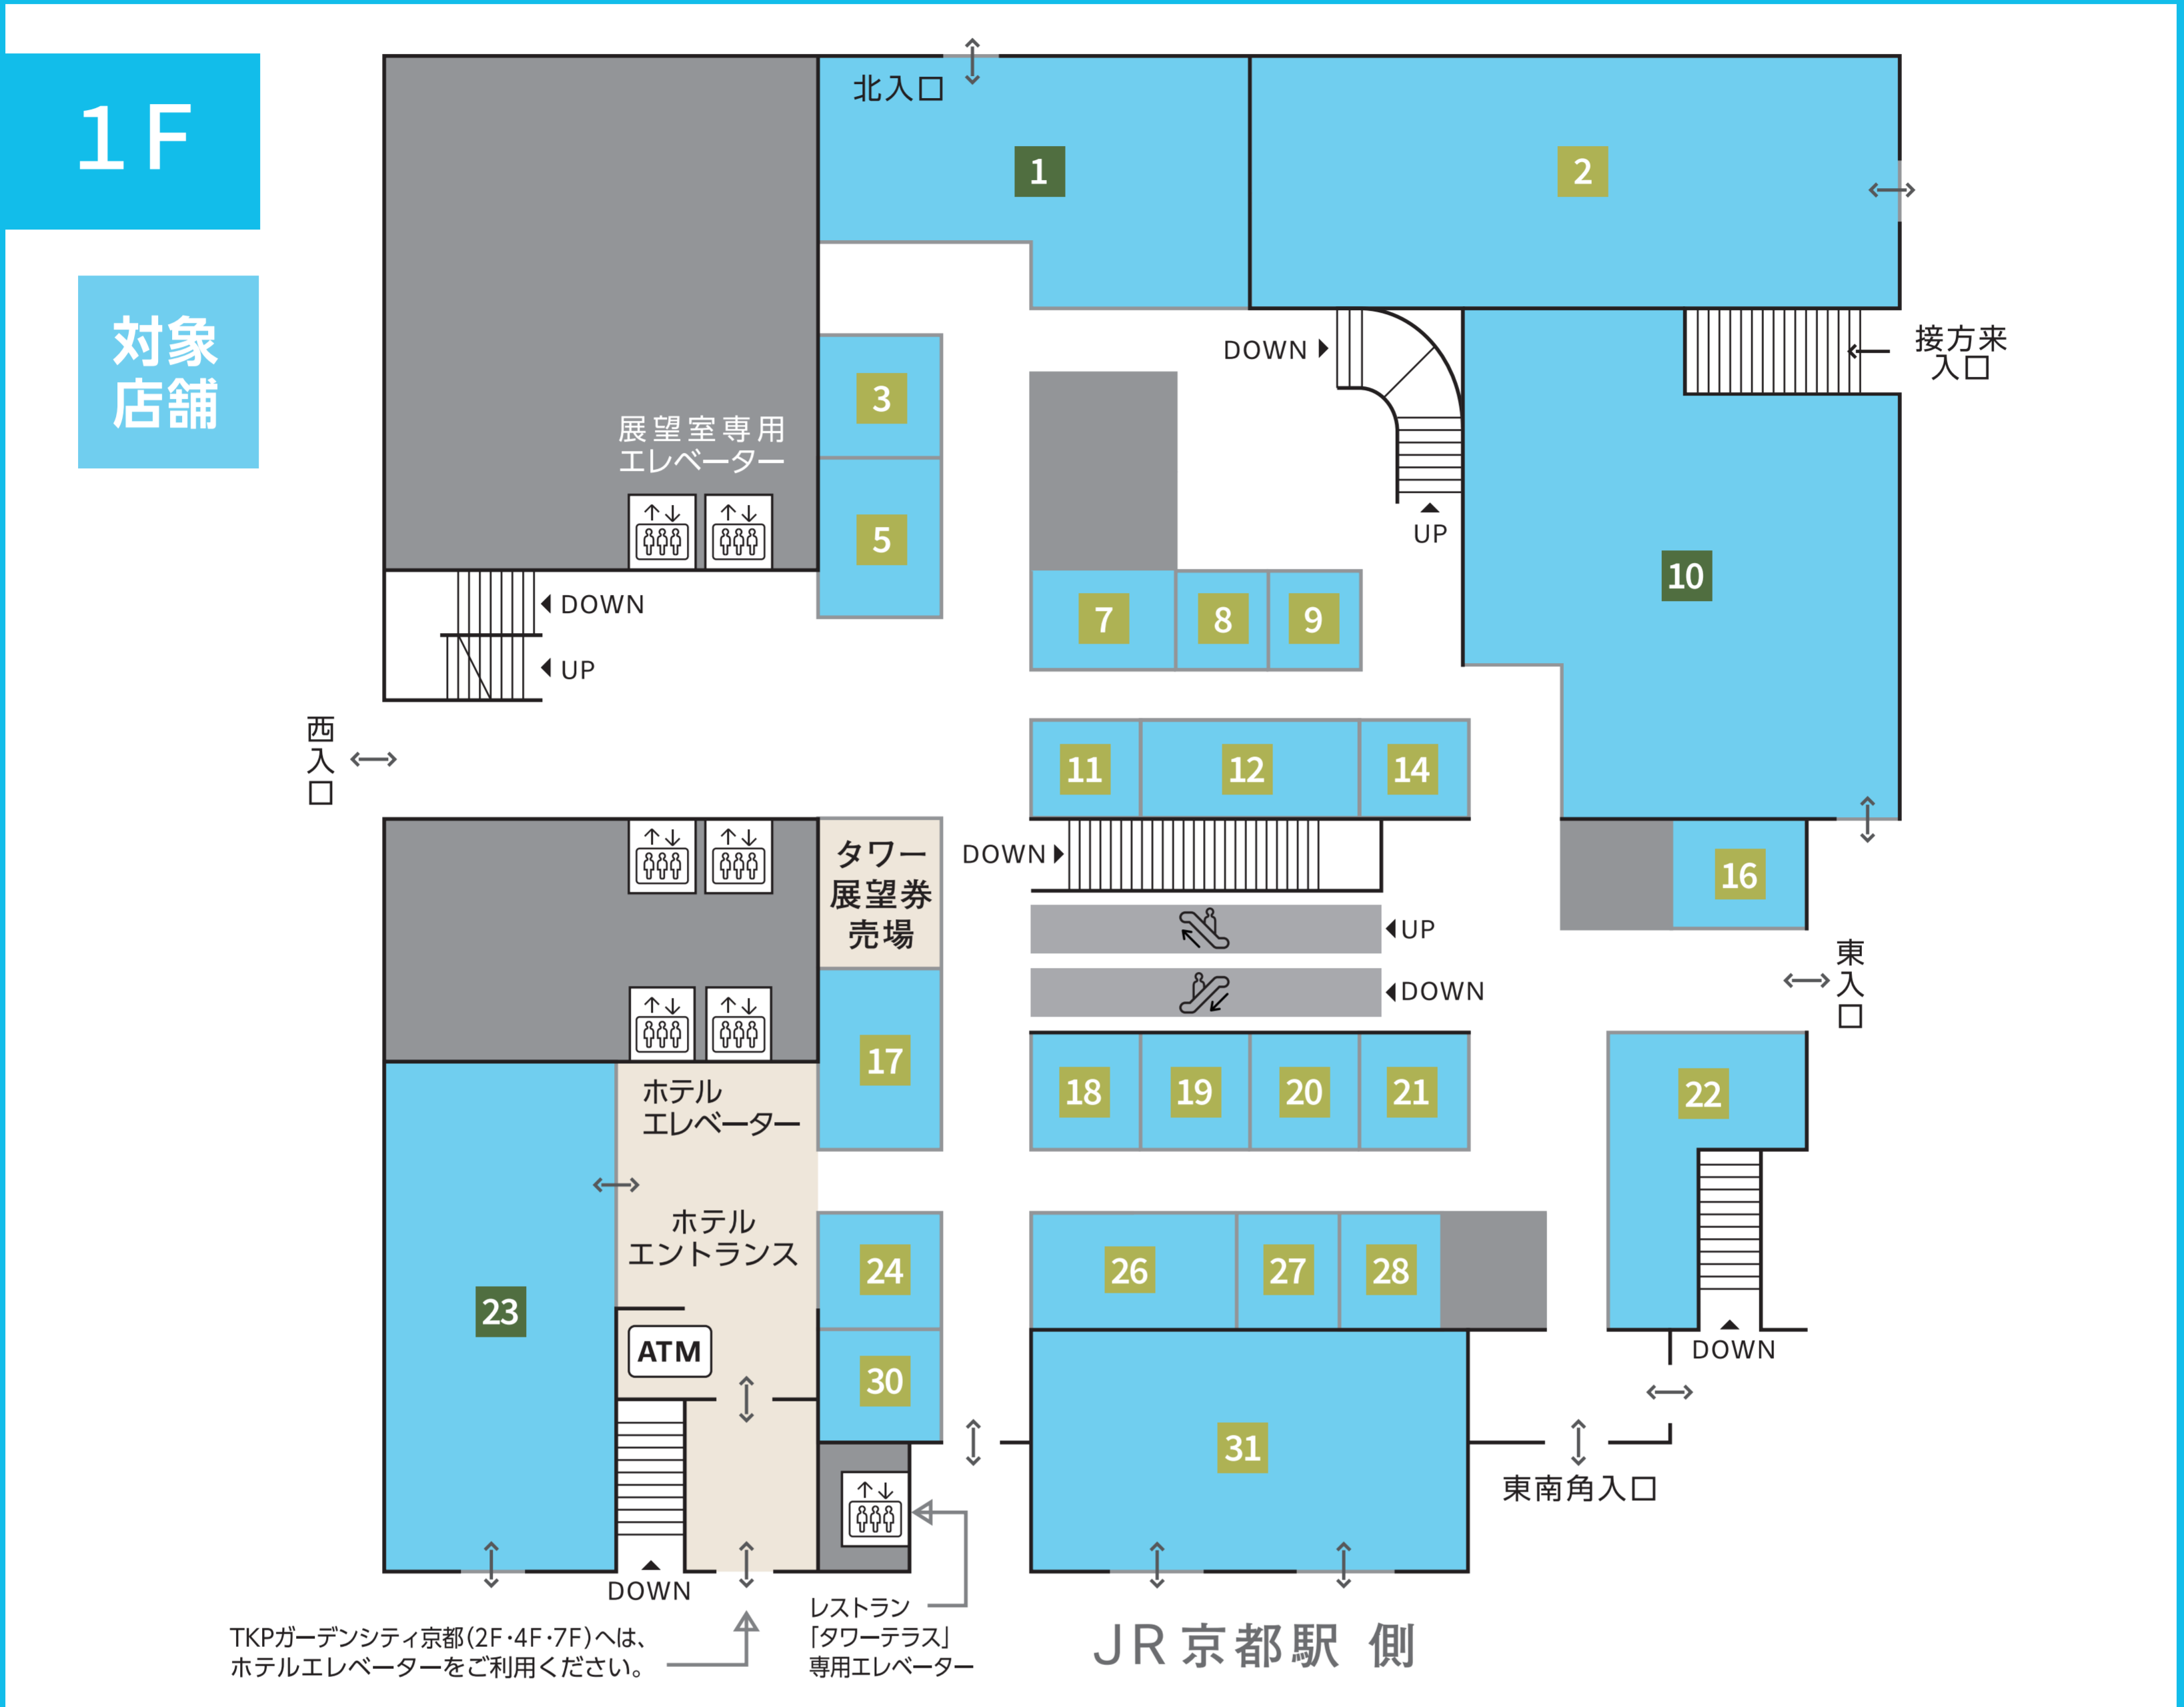 1F
対象
店舗
北入口
1
2
3
5
展望室専用
エレベーター
DOWN
UP
接方来
入口
7
8
9
10
DOWN
UP
西
入
口
11
12
14
タワー
展望券
売場
DOWN
UP
DOWN
16
東
入
口
17
18
19
20
21
22
ホテル
エレベーター
ホテル
エントランス
23
24
26
27
28
ATM
30
31
DOWN
東南角入口
DOWN
TKPガーデンシティ京都(2F・4F・7F)へは、
ホテルエレベーターをご利用ください。
レストラン
「タワーテラス」
専用エレベーター
JR 京都駅 側